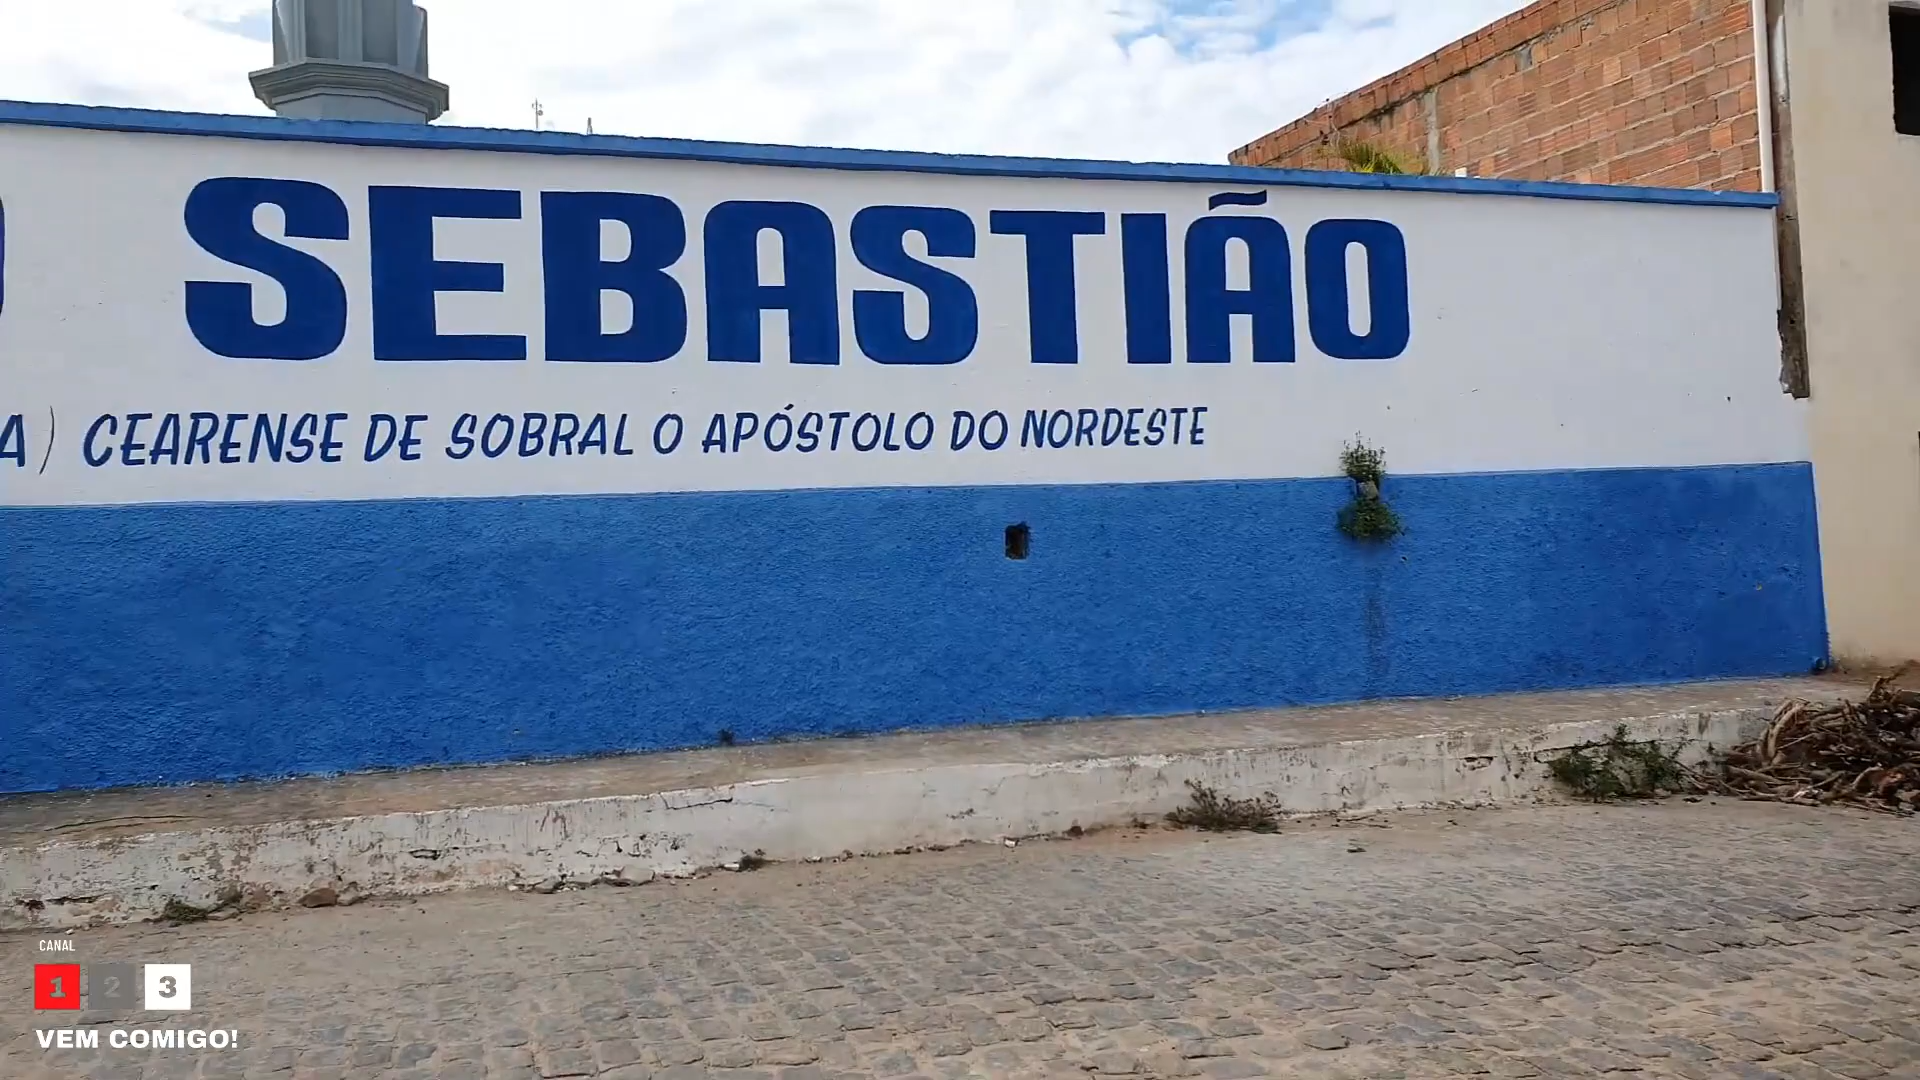 SEBASTIÃO
A) CEARENSE DE SOBRAL O APÓSTOLO DO NORDESTE
CANAL
1 2 3
VEM COMIGO!